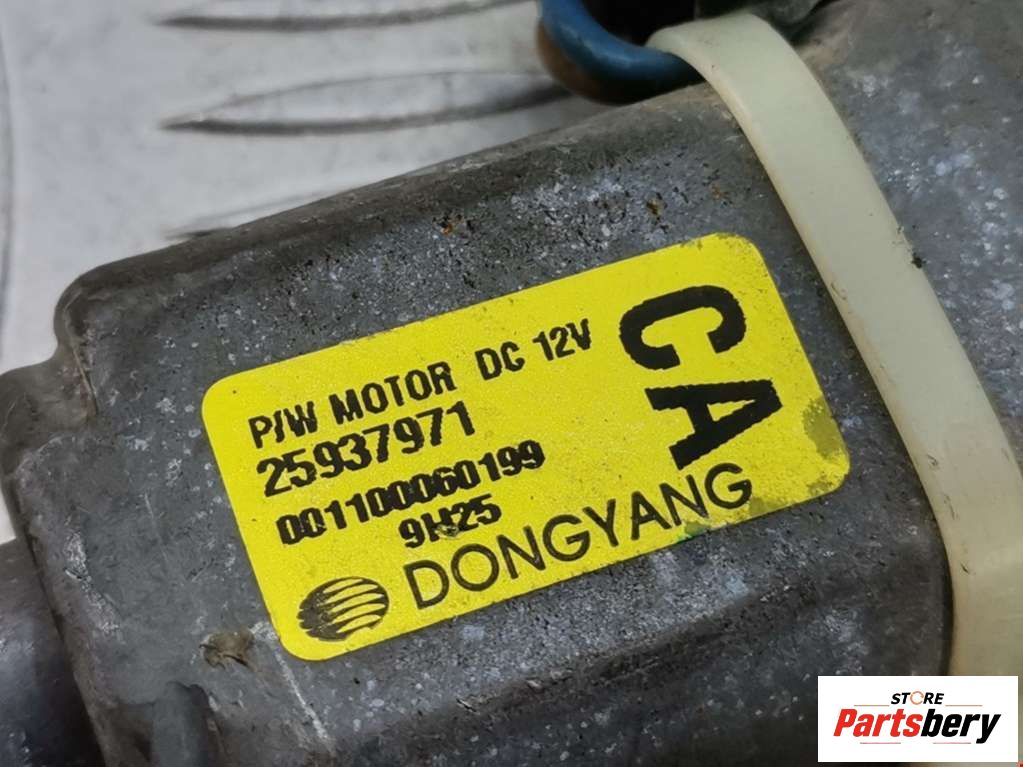 P/W MOTOR DC 12V
25937971
001100060199
9H25
DONGYANG
CA
STORE
Partsbery